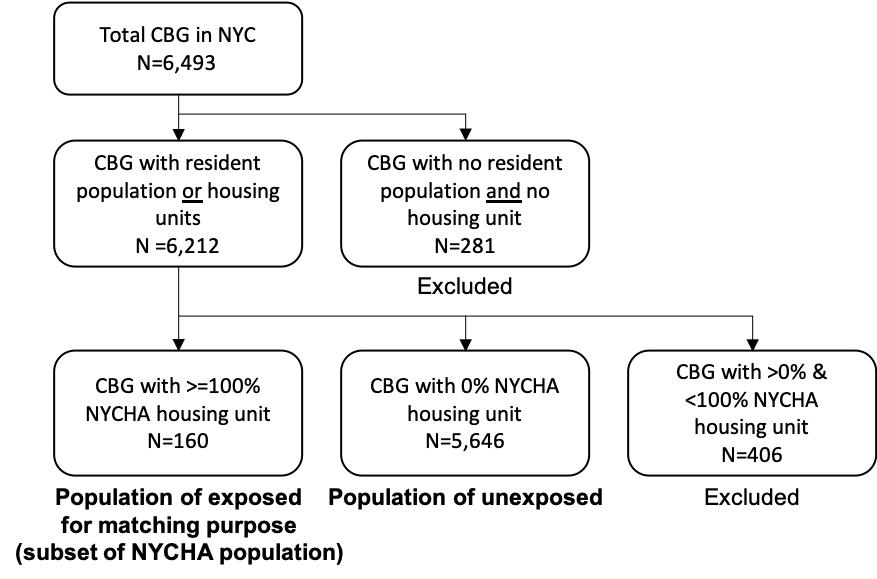 Total CBG in NYC
N=6,493
CBG with resident
population or housing
units
N =6,212
CBG with no resident
population and no
housing unit
N=281
Excluded
CBG with >=100%
NYCHA housing unit
N=160
Population of exposed
for matching purpose
(subset of NYCHA population)
CBG with 0% NYCHA
housing unit
N=5,646
Population of unexposed
CBG with >0% &
<100% NYCHA
housing unit
N=406
Excluded